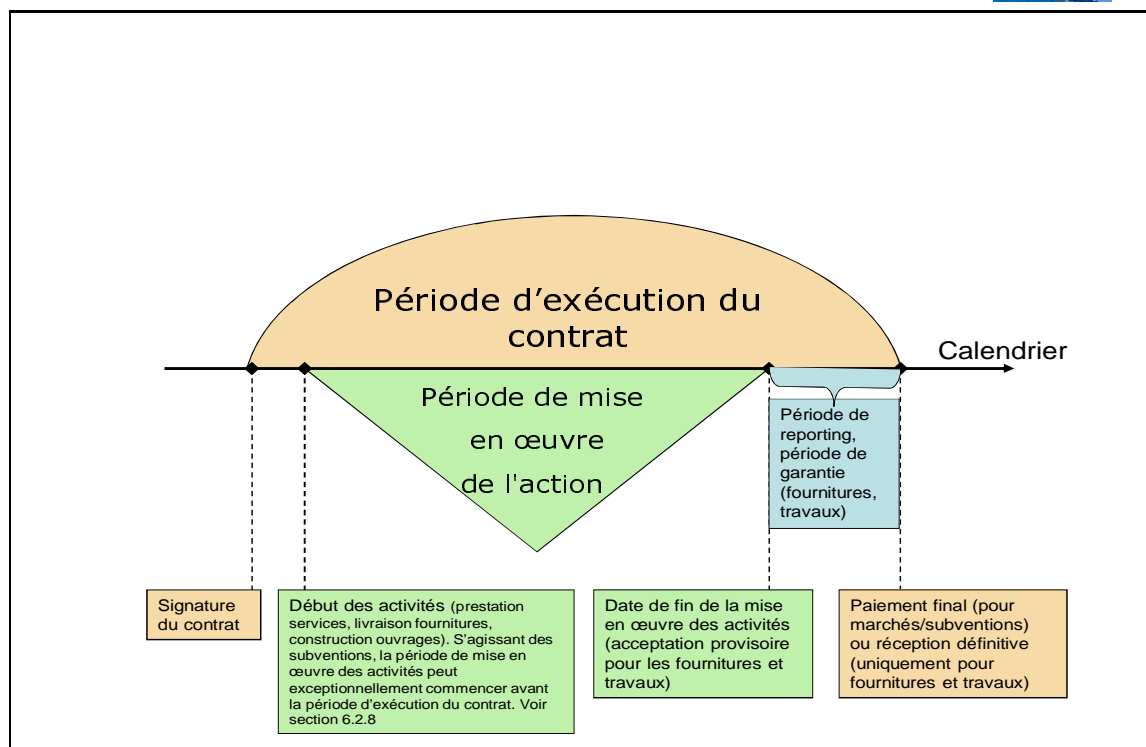 Période d’exécution du
contrat
Calendrier
Période de mise
en œuvre
de l'action
Période de
reporting,
période de
garantie
(fournitures,
travaux)
Signature
du contrat
Début des activités (prestation
services, livraison fournitures,
construction ouvrages). S’agissant des
subventions, la période de mise en
œuvre des activités peut
exceptionnellement commencer avant
la période d’exécution du contrat. Voir
section 6.2.8
Date de fin de la mise
en œuvre des activités
(acceptation provisoire
pour les fournitures et
travaux)
Paiement final (pour
marchés/subventions)
ou réception définitive
(uniquement pour
fournitures et travaux)